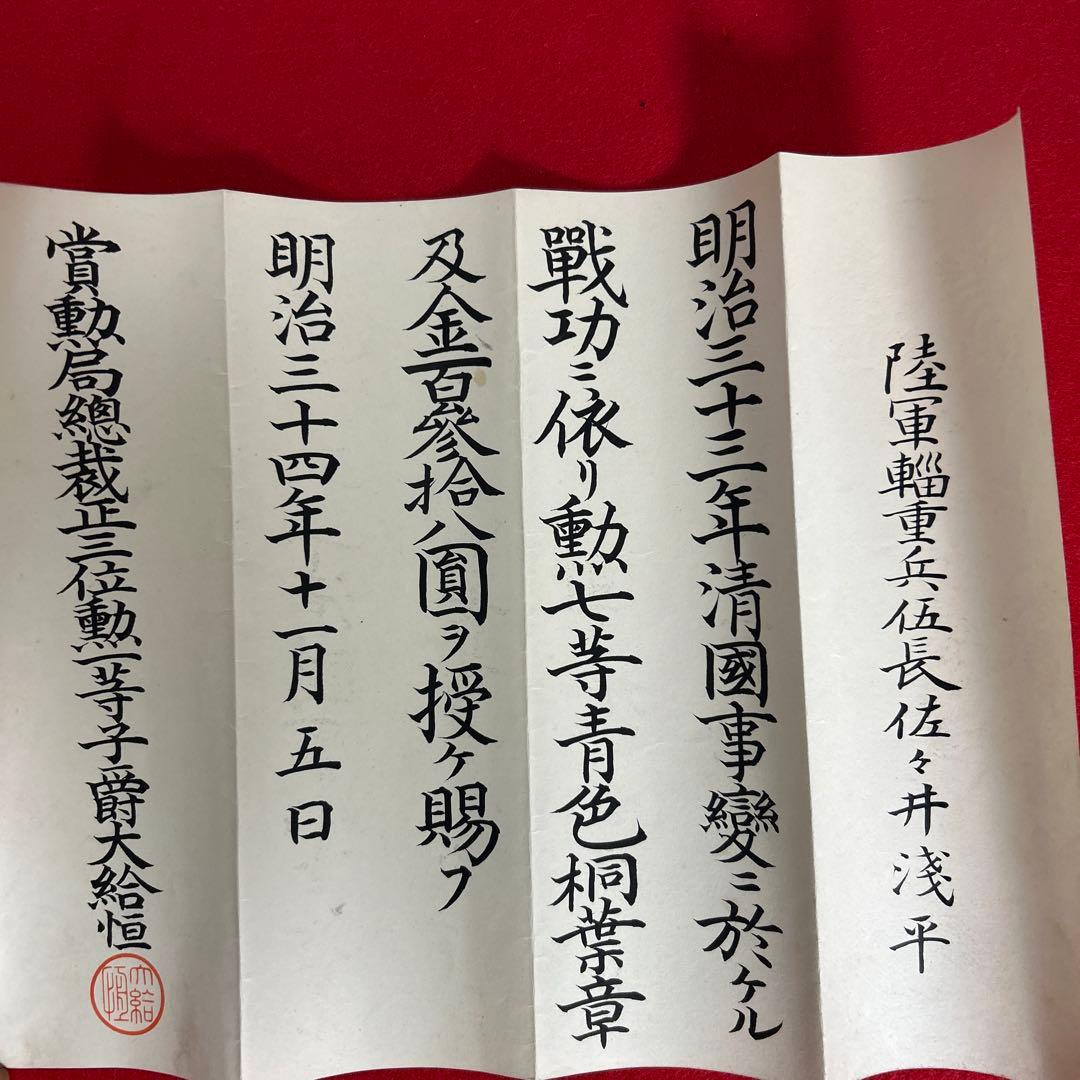 陸軍輜重兵伍長佐々井淺平
明治三十三年清國事變ニ於ケル
戰功ニ依リ勲七等青色桐葉章
及金百參拾八圓ヲ授ケ賜フ
明治三十四年十一月五日
賞勲局總裁正三位勲一等子爵大給恒
大給恒